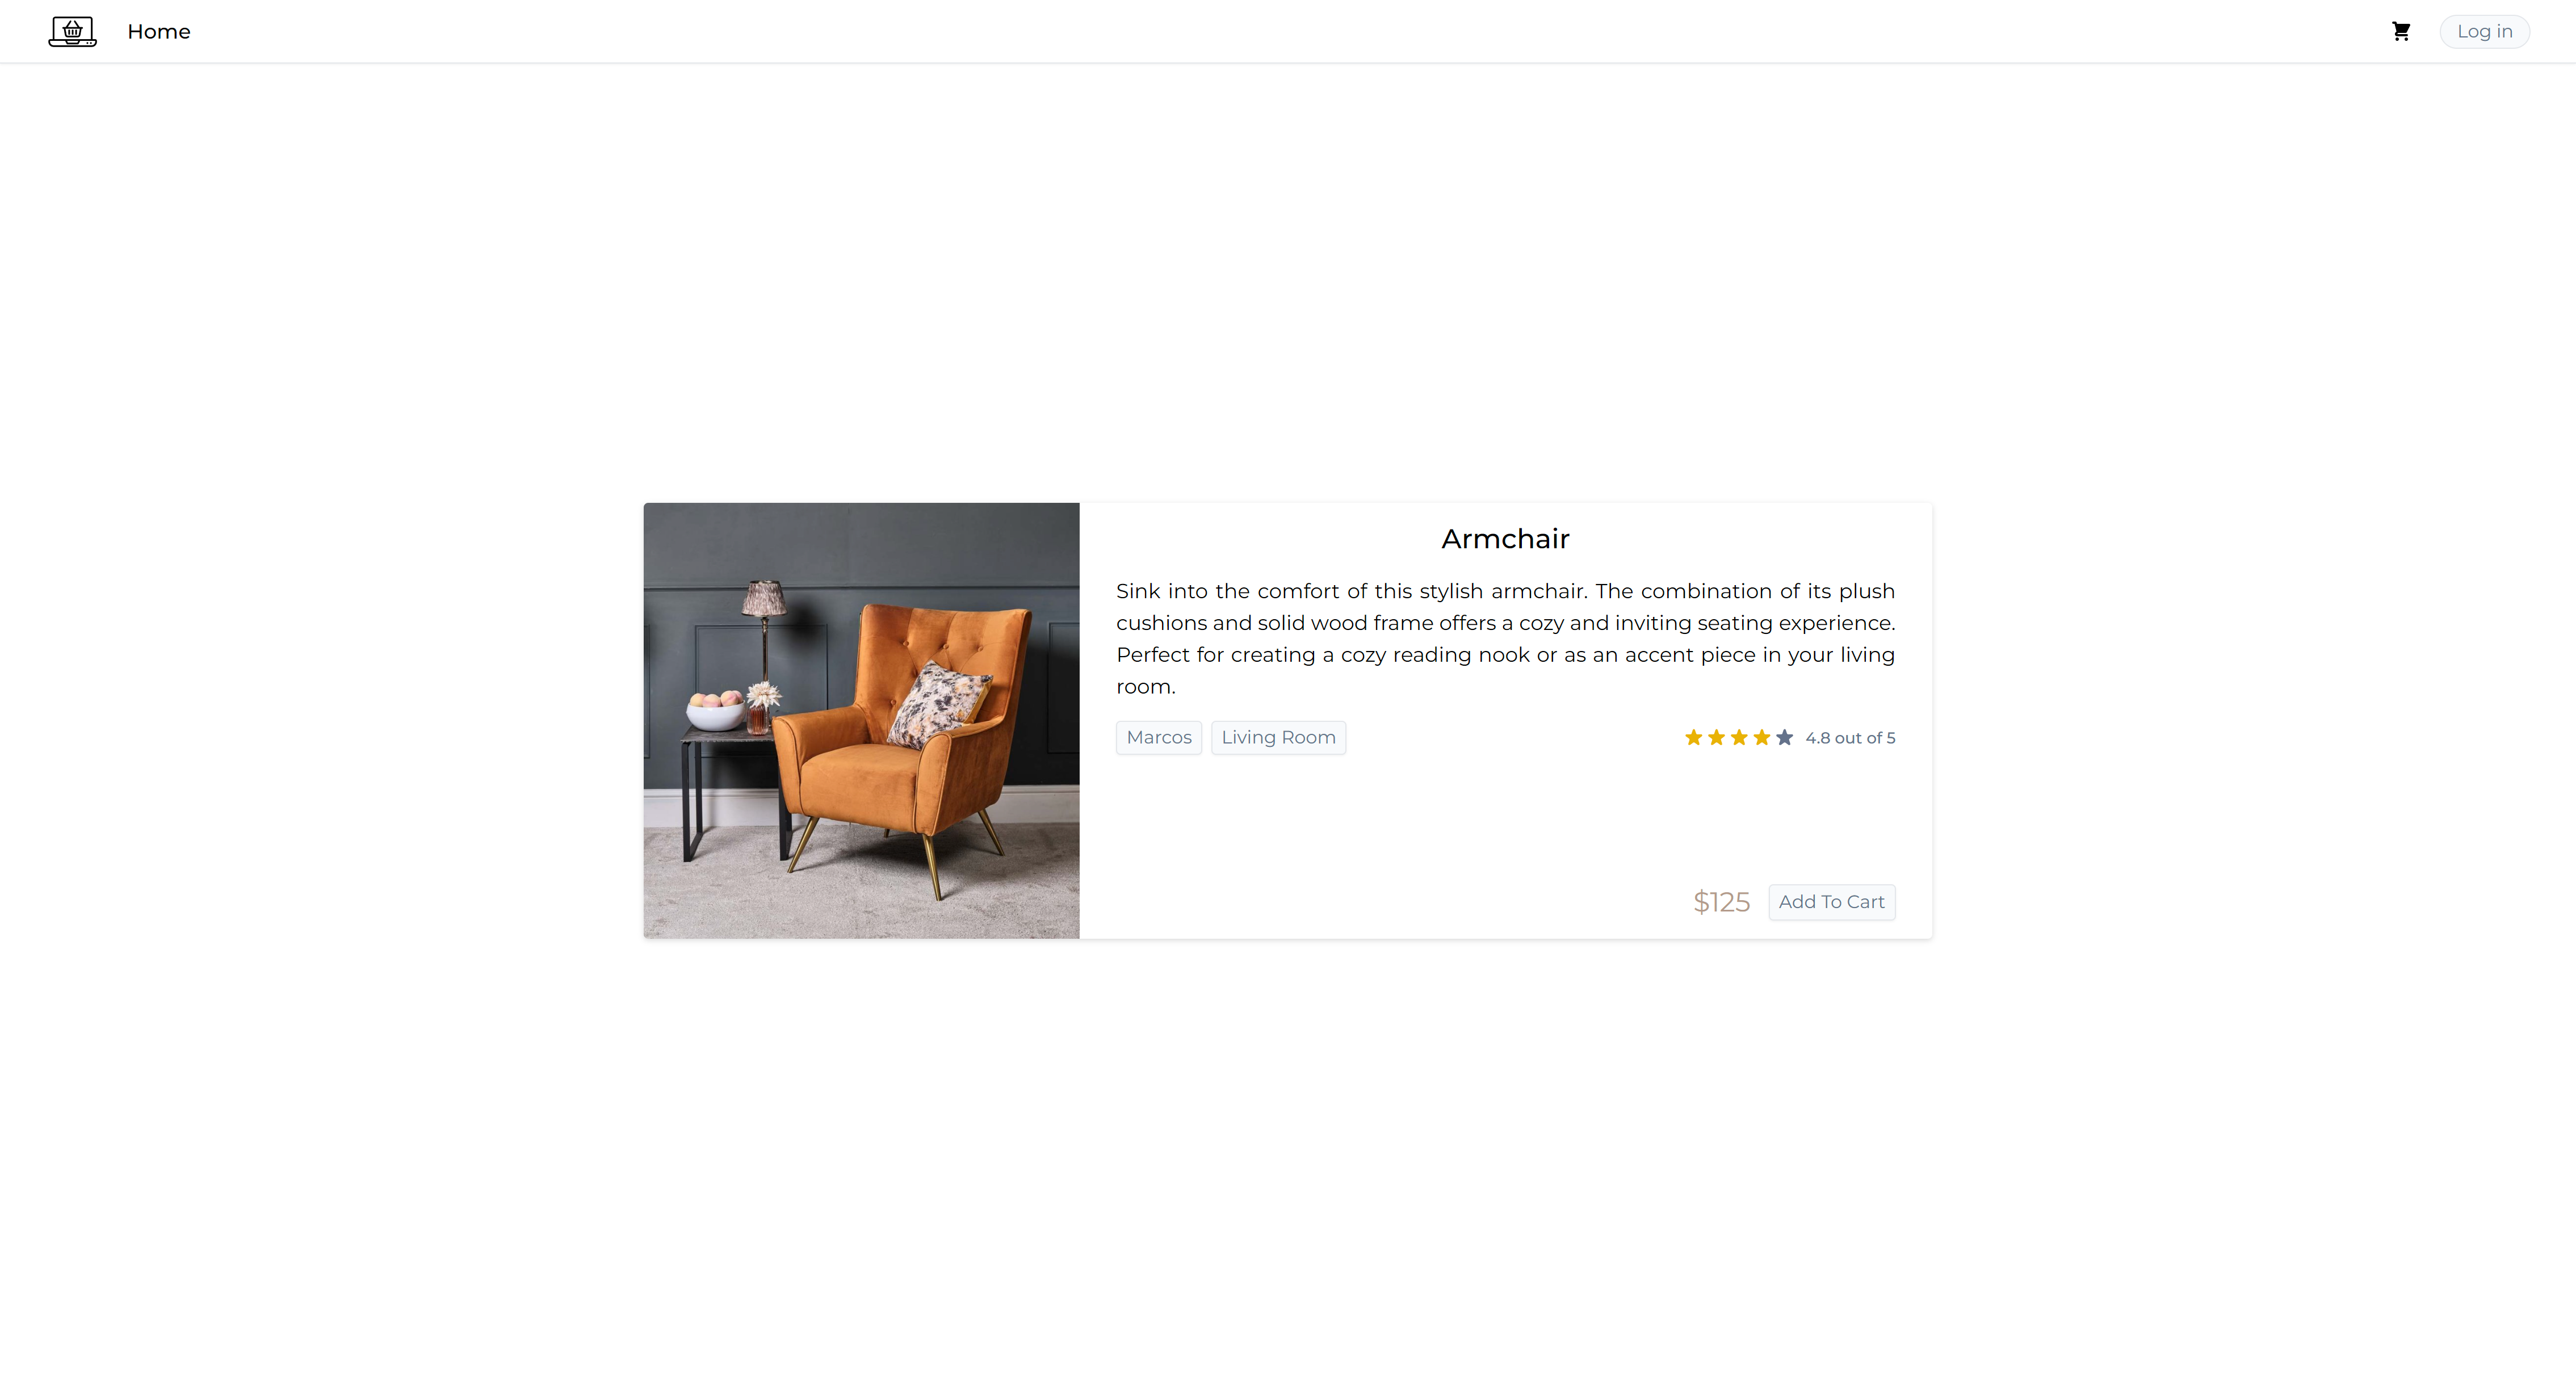 Home
Log in
Armchair
Sink into the comfort of this stylish armchair. The combination of its plush
cushions and solid wood frame offers a cozy and inviting seating experience.
Perfect for creating a cozy reading nook or as an accent piece in your living
room.
Marcos
Living Room
4.8 out of 5
$125
Add To Cart